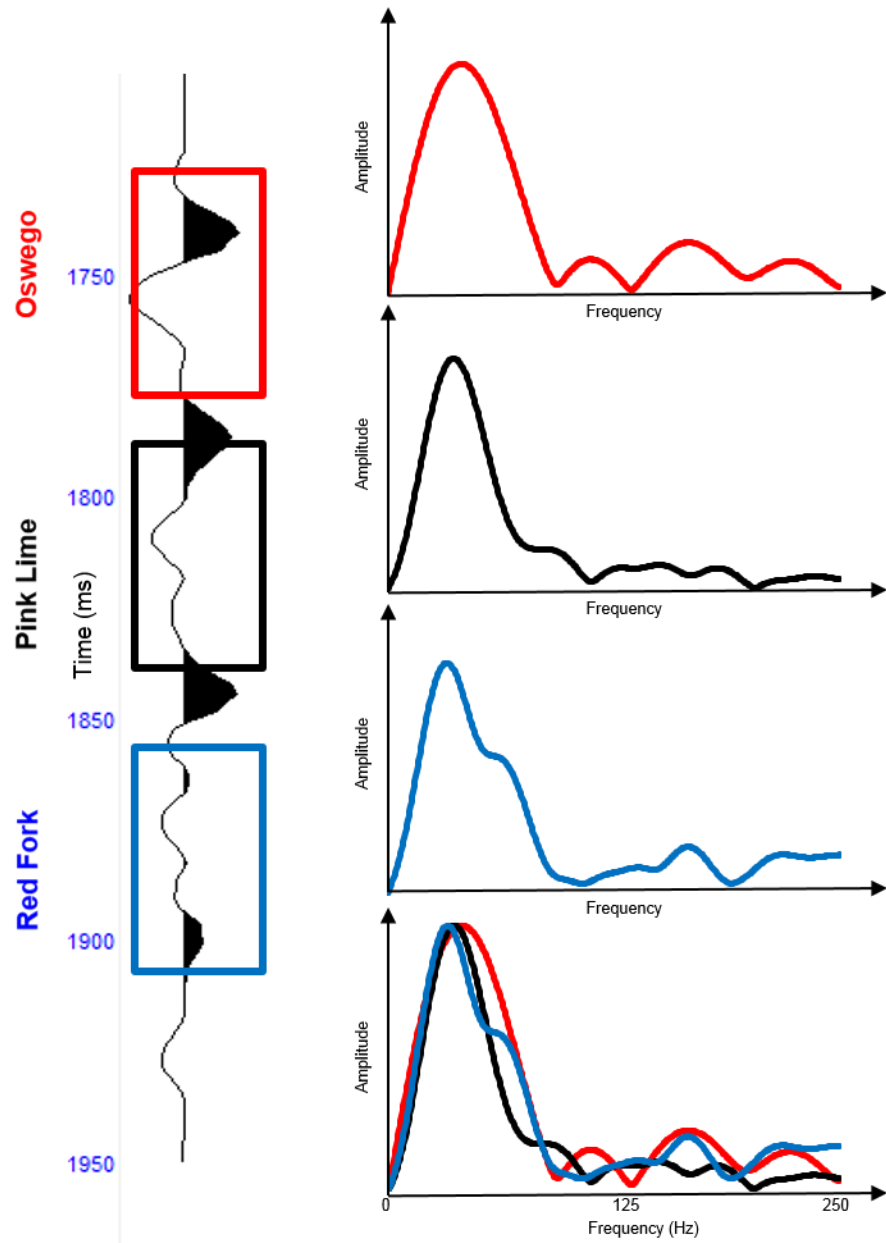 Oswego
Pink Lime
Red Fork
Time (ms)
1750
1800
1850
1900
1950
Amplitude
Frequency
Amplitude
Frequency
Amplitude
Frequency
Amplitude
0
125
250
Frequency (Hz)